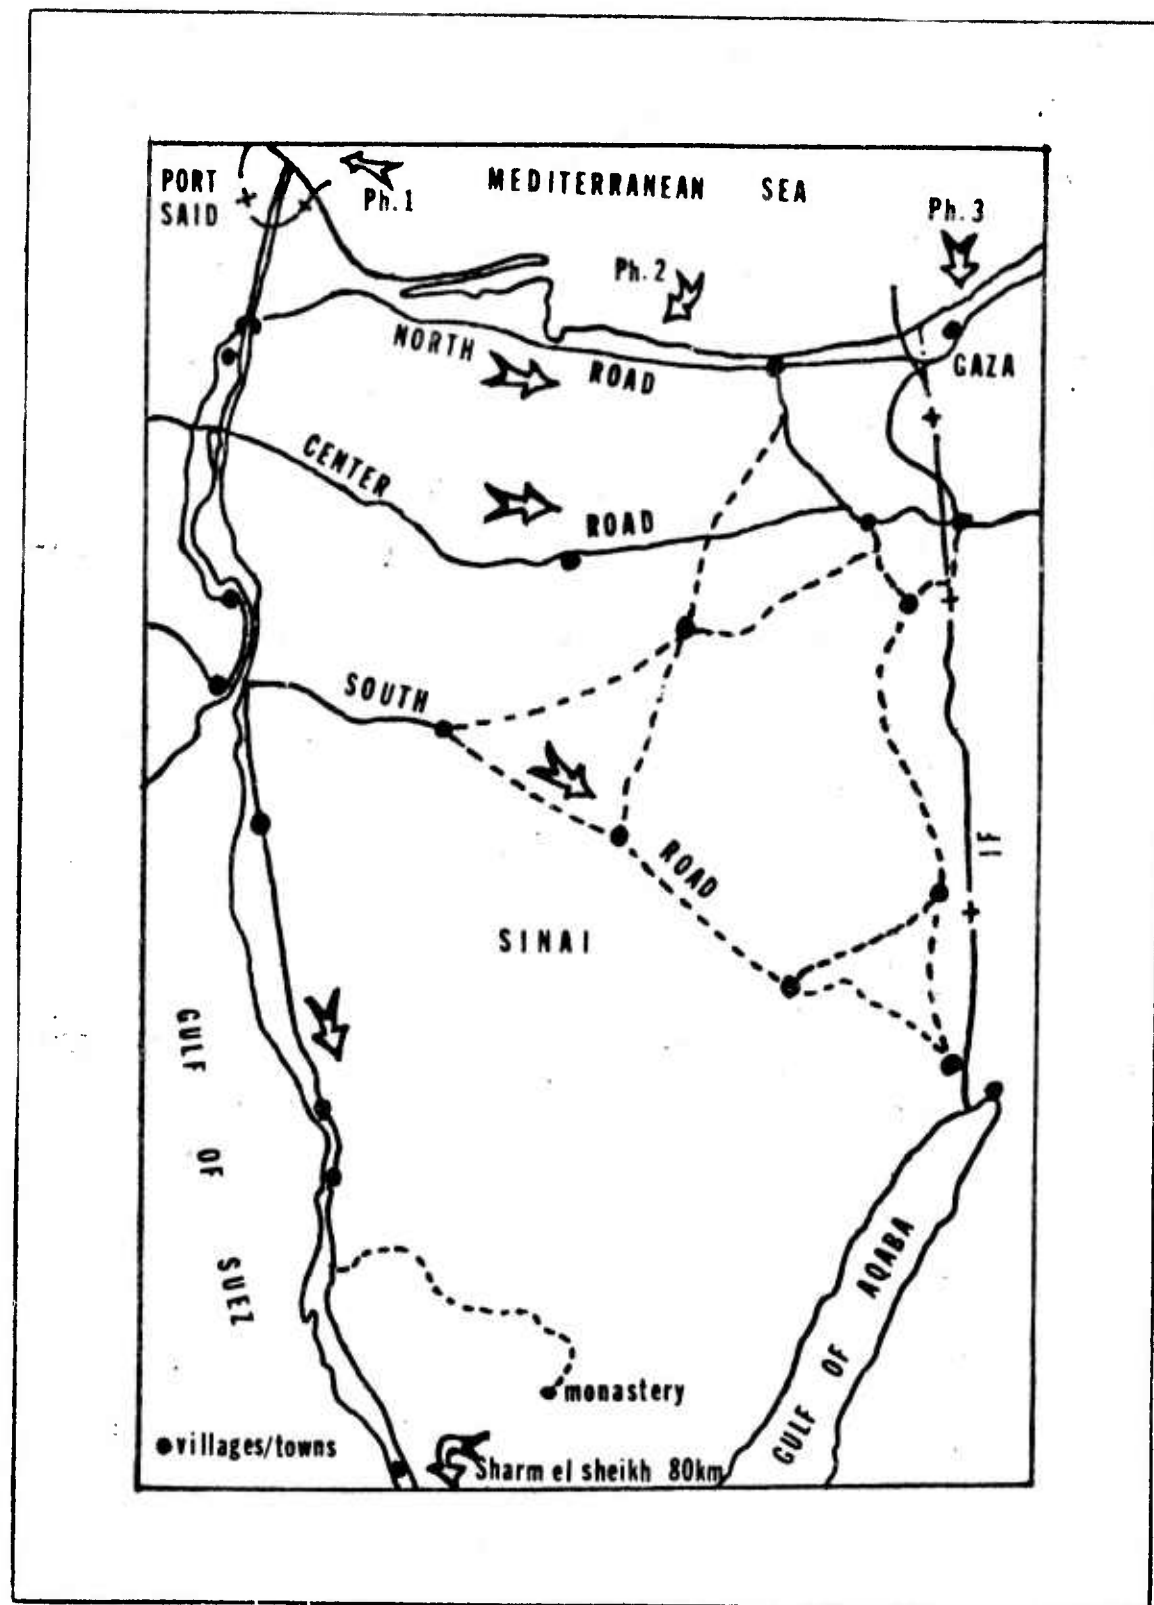 PORT
SAID
Ph. 1
MEDITERRANEAN SEA
Ph. 2
Ph. 3
NORTH ROAD
GAZA
CENTER ROAD
SOUTH ROAD
SINAI
GULF OF SUEZ
GULF OF AQABA
monastery
●villages/towns
Sharm el sheikh 80km